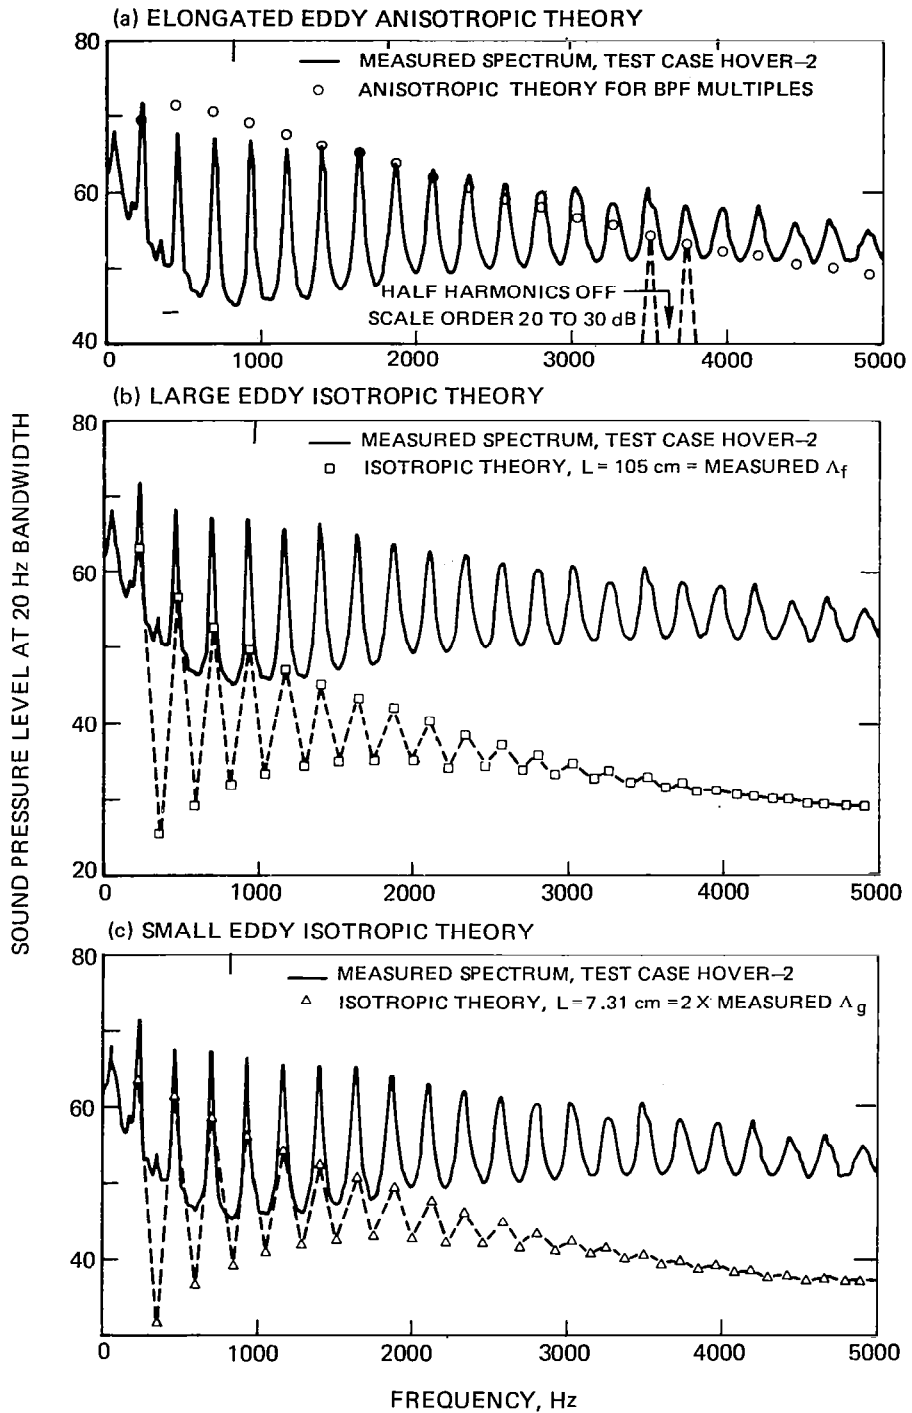 (a) ELONGATED EDDY ANISOTROPIC THEORY
80
MEASURED SPECTRUM, TEST CASE HOVER–2
ANISOTROPIC THEORY FOR BPF MULTIPLES
60
HALF HARMONICS OFF
SCALE ORDER 20 TO 30 dB
40
0 1000 2000 3000 4000 5000
(b) LARGE EDDY ISOTROPIC THEORY
80
MEASURED SPECTRUM, TEST CASE HOVER–2
ISOTROPIC THEORY, L = 105 cm = MEASURED Λf
60
40
20
0 1000 2000 3000 4000 5000
SOUND PRESSURE LEVEL AT 20 Hz BANDWIDTH
(c) SMALL EDDY ISOTROPIC THEORY
80
MEASURED SPECTRUM, TEST CASE HOVER–2
ISOTROPIC THEORY, L=7.31 cm =2 X MEASURED Λg
60
40
0 1000 2000 3000 4000 5000
FREQUENCY, Hz